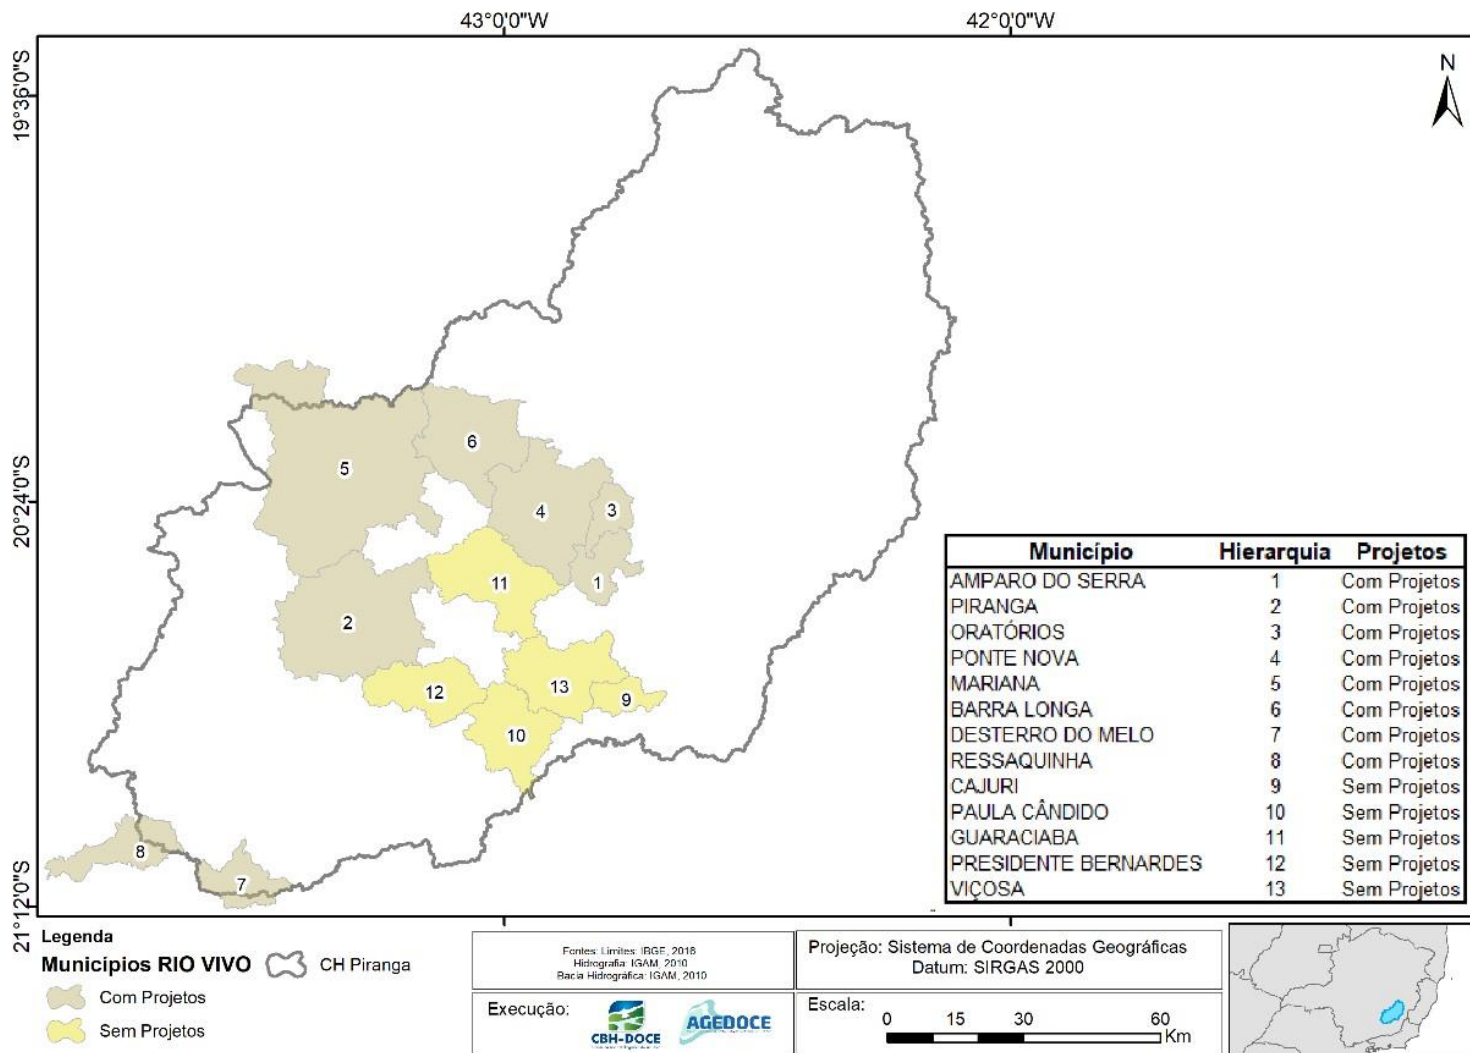 43°0'0"W
42°0'0"W
19°36'0"S
20°24'0"S
21°12'0"S
N
6
5
4
3
11
1
2
12
13
9
10
8
7
Município Hierarquia Projetos
AMPARO DO SERRA 1 Com Projetos
PIRANGA 2 Com Projetos
ORATÓRIOS 3 Com Projetos
PONTE NOVA 4 Com Projetos
MARIANA 5 Com Projetos
BARRA LONGA 6 Com Projetos
DESTERRO DO MELO 7 Com Projetos
RESSAQUINHA 8 Com Projetos
CAJURI 9 Sem Projetos
PAULA CÂNDIDO 10 Sem Projetos
GUARACIABA 11 Sem Projetos
PRESIDENTE BERNARDES 12 Sem Projetos
VIÇOSA 13 Sem Projetos
Legenda
Municípios RIO VIVO CH Piranga
Com Projetos
Sem Projetos
Fontes: Limites: IBGE, 2016
Hidrografia: IGAM, 2010
Bacia Hidrográfica: IGAM, 2010
Execução:
CBH-DOCE
AGEDOCE
Projeção: Sistema de Coordenadas Geográficas
Datum: SIRGAS 2000
Escala:
0 15 30 60
Km